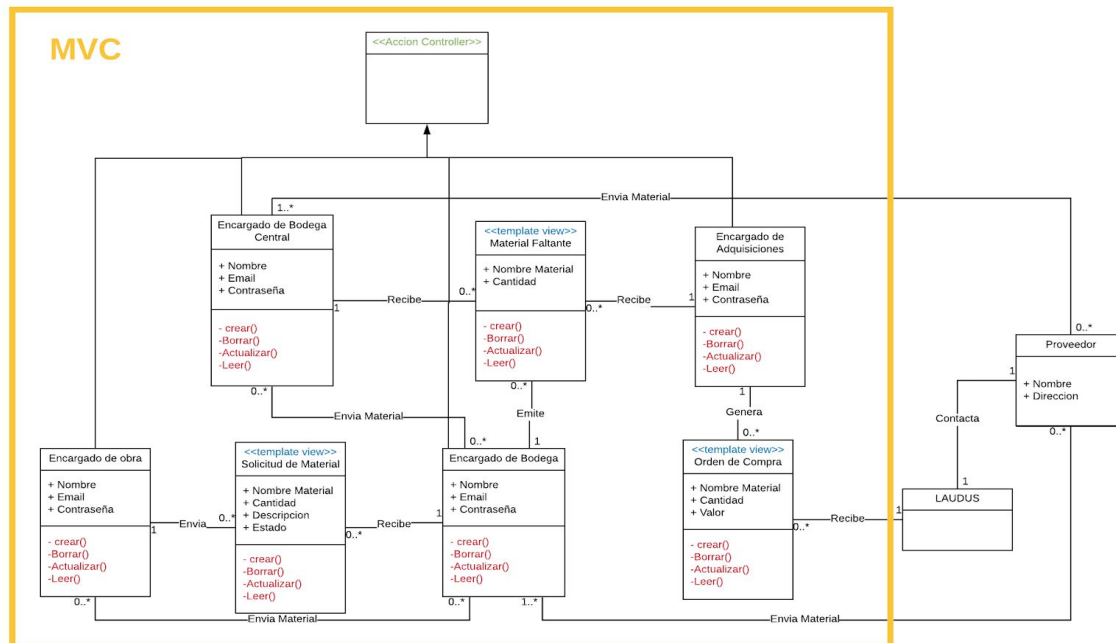 MVC
<<Accion Controller>>
Envia Material
1..*
Encargado de Bodega
Central
+ Nombre
+ Email
+ Contraseña
- crear()
-Borrar()
-Actualizar()
-Leer()
0..*
1
Recibe
0..*
<<template view>>
Material Faltante
+ Nombre Material
+ Cantidad
- crear()
-Borrar()
-Actualizar()
-Leer()
0..*
0..*
Recibe
1
Encargado de
Adquisiciones
+ Nombre
+ Email
+ Contraseña
- crear()
-Borrar()
-Actualizar()
-Leer()
1
0..*
Proveedor
+ Nombre
+ Direccion
1
0..*
Contacta
1
Envia Material
0..*
Emite
1
Genera
0..*
Encargado de obra
+ Nombre
+ Email
+ Contraseña
- crear()
-Borrar()
-Actualizar()
-Leer()
0..*
1
Envia
0..*
<<template view>>
Solicitud de Material
+ Nombre Material
+ Cantidad
+ Descripcion
+ Estado
- crear()
-Borrar()
-Actualizar()
-Leer()
0..*
Recibe
1
Encargado de Bodega
+ Nombre
+ Email
+ Contraseña
- crear()
-Borrar()
-Actualizar()
-Leer()
0..*
1..*
<<template view>>
Orden de Compra
+ Nombre Material
+ Cantidad
+ Valor
- crear()
-Borrar()
-Actualizar()
-Leer()
0..*
Recibe
1
LAUDUS
Envia Material
Envia Material